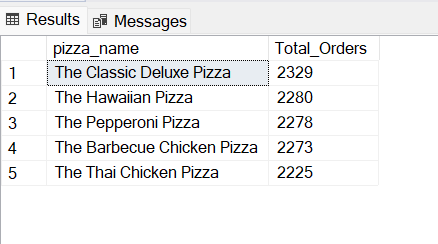 Results Messages
pizza_name Total_Orders
1 The Classic Deluxe Pizza 2329
2 The Hawaiian Pizza 2280
3 The Pepperoni Pizza 2278
4 The Barbecue Chicken Pizza 2273
5 The Thai Chicken Pizza 2225